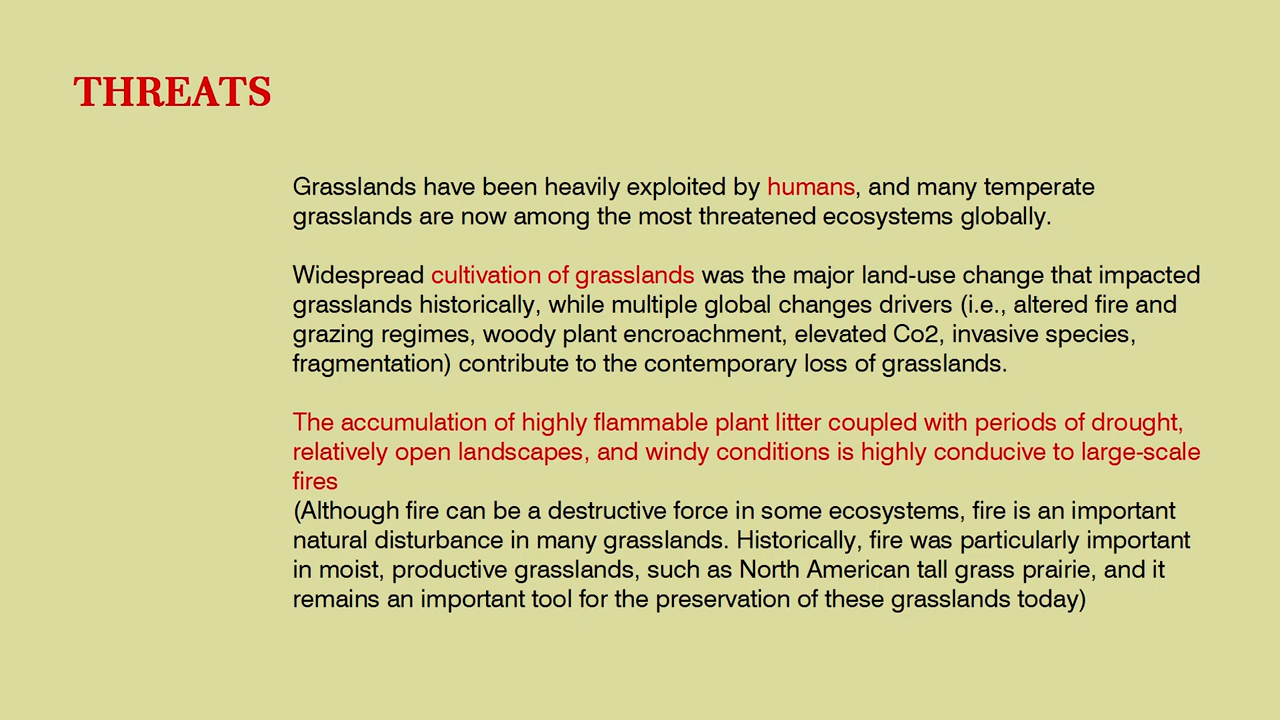 THREATS
Grasslands have been heavily exploited by humans, and many temperate
grasslands are now among the most threatened ecosystems globally.
Widespread cultivation of grasslands was the major land-use change that impacted
grasslands historically, while multiple global changes drivers (i.e., altered fire and
grazing regimes, woody plant encroachment, elevated Co2, invasive species,
fragmentation) contribute to the contemporary loss of grasslands.
The accumulation of highly flammable plant litter coupled with periods of drought,
relatively open landscapes, and windy conditions is highly conducive to large-scale
fires
(Although fire can be a destructive force in some ecosystems, fire is an important
natural disturbance in many grasslands. Historically, fire was particularly important
in moist, productive grasslands, such as North American tall grass prairie, and it
remains an important tool for the preservation of these grasslands today)